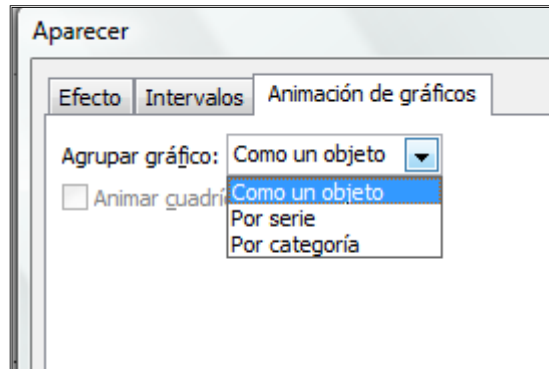 Aparecer
Efecto Intervalos Animación de gráficos
Agrupar gráfico: Como un objeto
Animar cuadrí
Como un objeto
Por serie
Por categoría